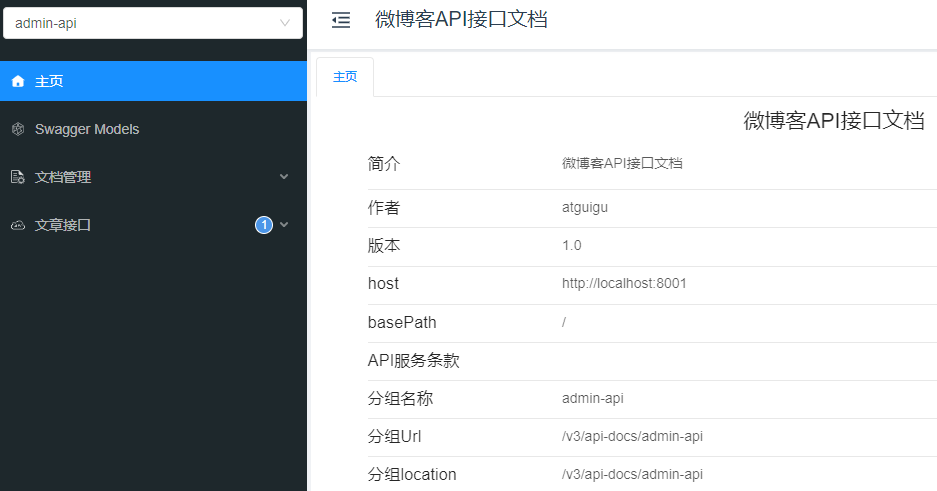 admin-api
主页
Swagger Models
文档管理
文章接口 1
微博客API接口文档
主页
微博客API接口文档
简介 微博客API接口文档
作者 atguigu
版本 1.0
host http://localhost:8001
basePath /
API服务条款
分组名称 admin-api
分组Url /v3/api-docs/admin-api
分组location /v3/api-docs/admin-api